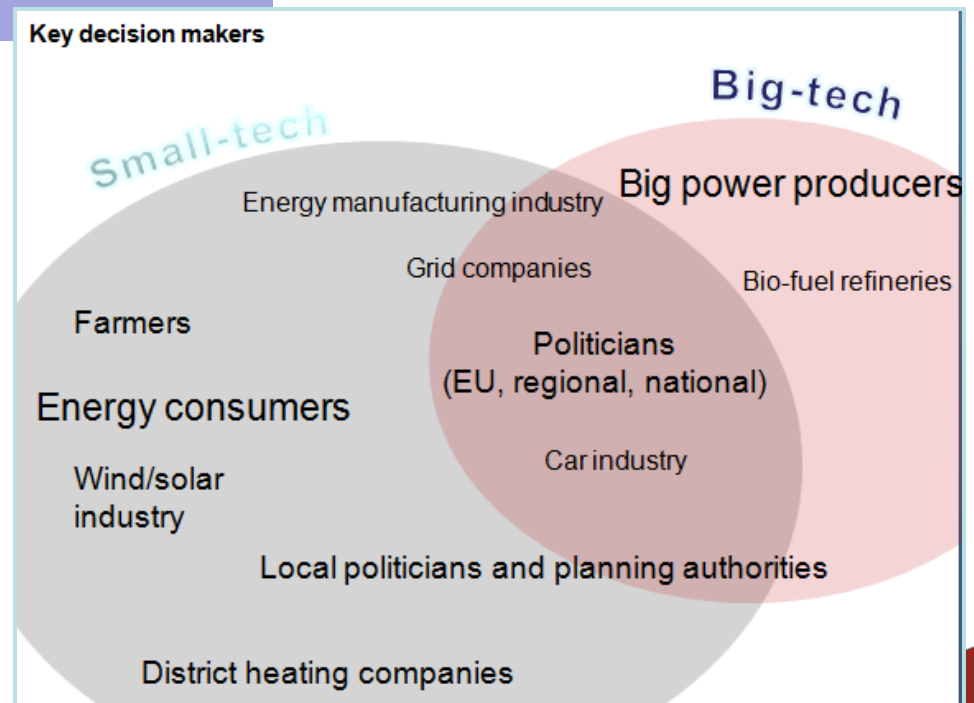 Key decision makers
Big-tech
Small-tech
Big power producers
Energy manufacturing industry
Grid companies
Bio-fuel refineries
Farmers
Politicians
(EU, regional, national)
Energy consumers
Car industry
Wind/solar
industry
Local politicians and planning authorities
District heating companies